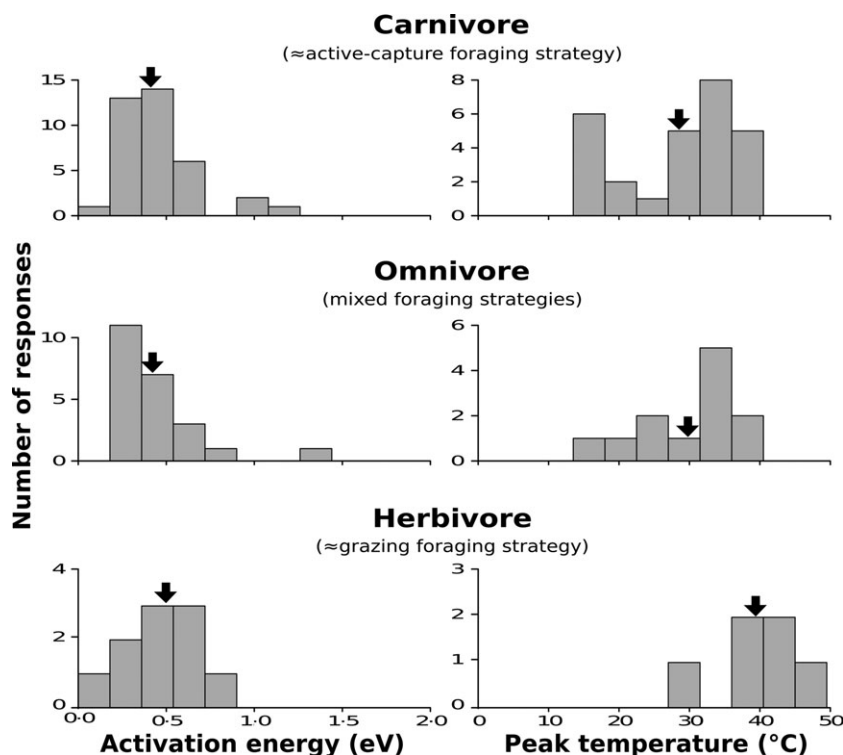 Carnivore
(≈active-capture foraging strategy)
15
10
5
0
8
6
4
2
0
Omnivore
(mixed foraging strategies)
Number of responses
10
5
0
6
4
2
0
Herbivore
(≈grazing foraging strategy)
4
2
0
3
2
1
0
0·0 0·5 1·0 1·5 2·0
0 10 20 30 40 50
Activation energy (eV) Peak temperature (°C)